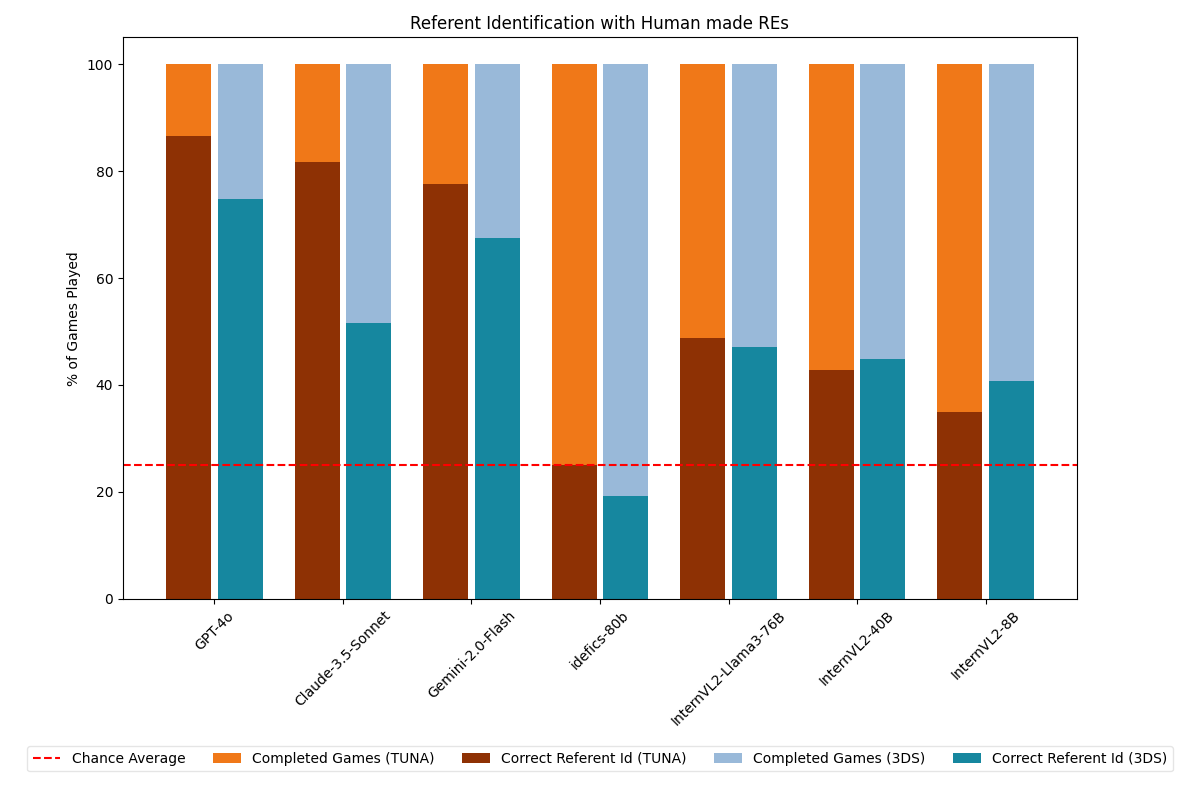 Referent Identification with Human made REs
% of Games Played
100
80
60
40
20
0
GPT-4o
Claude-3.5-Sonnet
Gemini-2.0-Flash
idefics-80b
InternVL2-Llama3-76B
InternVL2-40B
InternVL2-8B
Chance Average
Completed Games (TUNA)
Correct Referent Id (TUNA)
Completed Games (3DS)
Correct Referent Id (3DS)